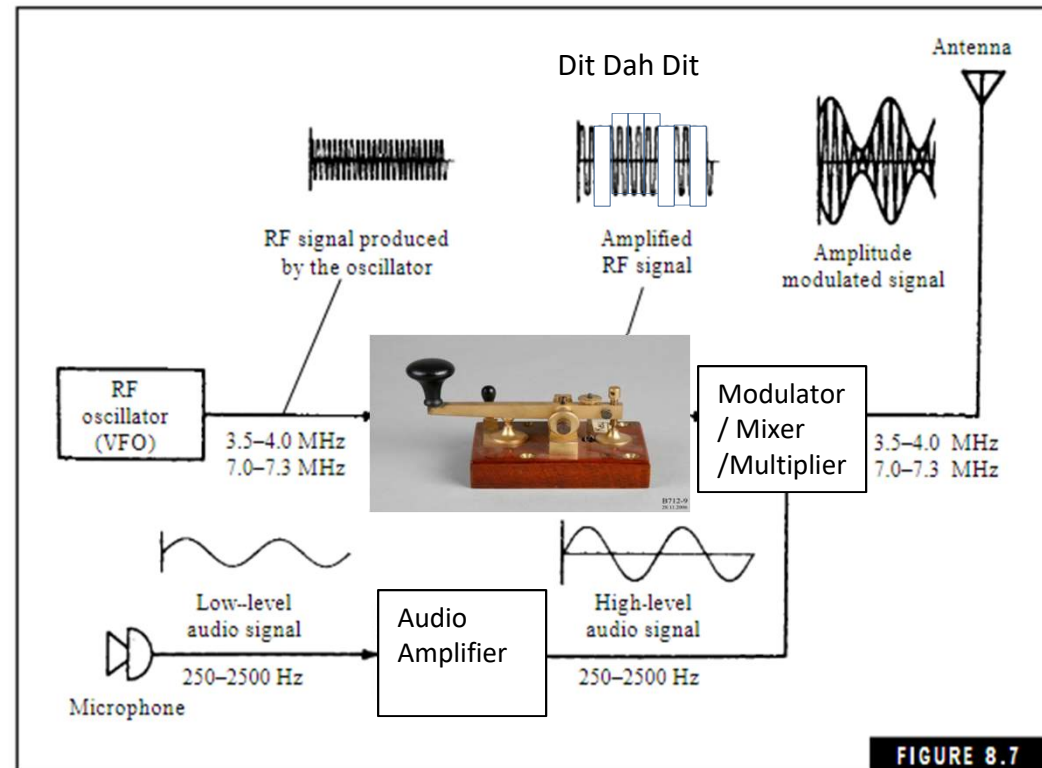 Antenna
Dit Dah Dit
RF signal produced
by the oscillator
Amplified
RF signal
Amplitude
modulated signal
RF
oscillator
(VFO)
3.5–4.0 MHz
7.0–7.3 MHz
Modulator
/ Mixer
/Multiplier
3.5–4.0 MHz
7.0–7.3 MHz
B712-9
Low--level
audio signal
High-level
audio signal
Audio
Amplifier
250–2500 Hz
250–2500 Hz
Microphone
FIGURE 8.7